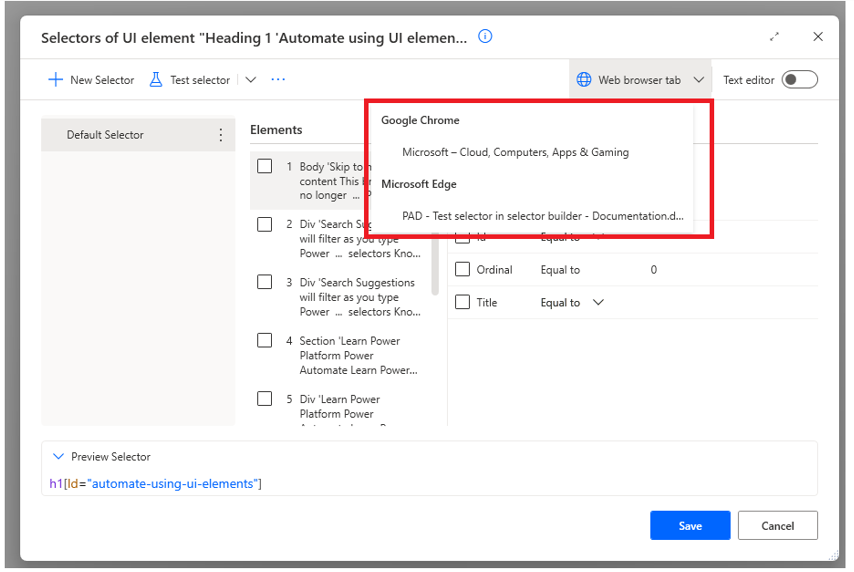 Selectors of UI element "Heading 1 'Automate using UI elemen...
New Selector
Test selector
Web browser tab
Text editor
Default Selector
Elements
Google Chrome
Microsoft – Cloud, Computers, Apps & Gaming
Microsoft Edge
PAD - Test selector in selector builder - Documentation.d...
1 Body 'Skip to
content This
no longer ...
2 Div 'Search Sug
will filter as you type
Power ... selectors Kno...
3 Div 'Search Suggestions
will filter as you type
Power ... selectors Kno...
4 Section 'Learn Power
Platform Power
Automate Learn Power...
5 Div 'Learn Power
Platform Power
Id Equal to
Ordinal Equal to 0
Title Equal to
Preview Selector
h1[Id="automate-using-ui-elements"]
Save
Cancel